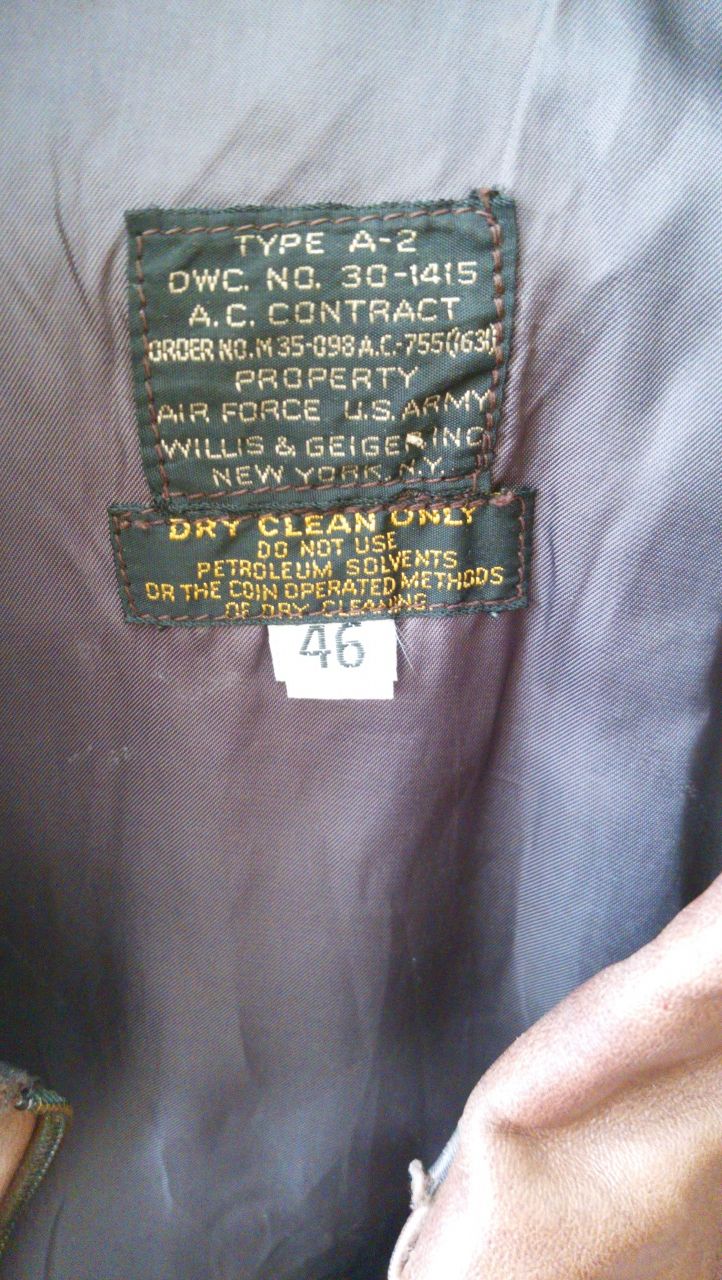 TYPE A-2
DWG. NO. 30-1415
A.C. CONTRACT
ORDER NO. M 35-098 A.C.-755(1631)
PROPERTY
AIR FORCE U.S. ARMY
WILLIS & GEIGER INC
NEW YORK, N.Y.
DRY CLEAN ONLY
DO NOT USE
PETROLEUM SOLVENTS
OR THE COIN OPERATED METHODS
OF DRY CLEANING
46